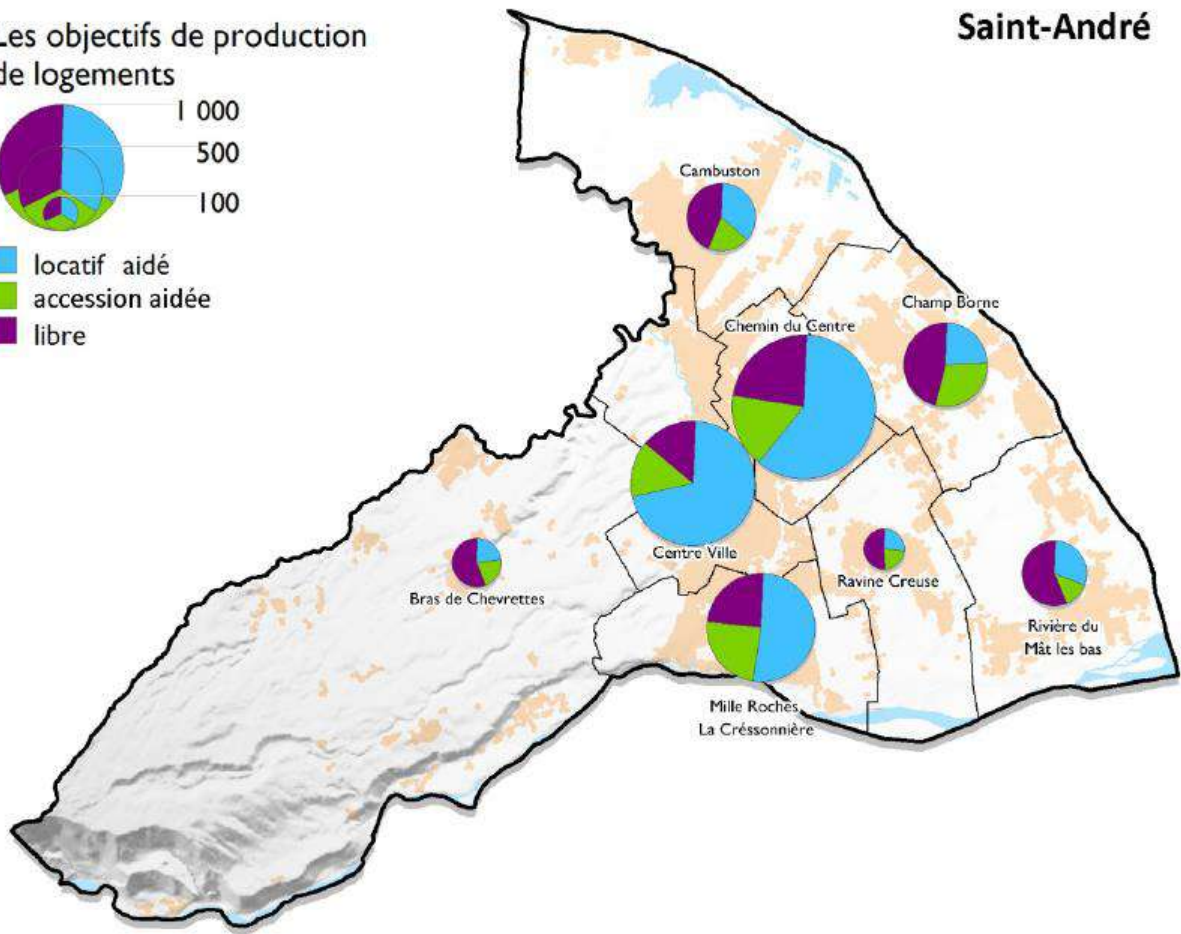 Les objectifs de production
de logements
1 000
500
100
locatif aidé
accession aidée
libre
Saint-André
Cambuston
Champ Borne
Chemin du Centre
Centre Ville
Bras de Chevrettes
Ravine Creuse
Rivière du
Mât les bas
Mille Roches
La Créssonnière